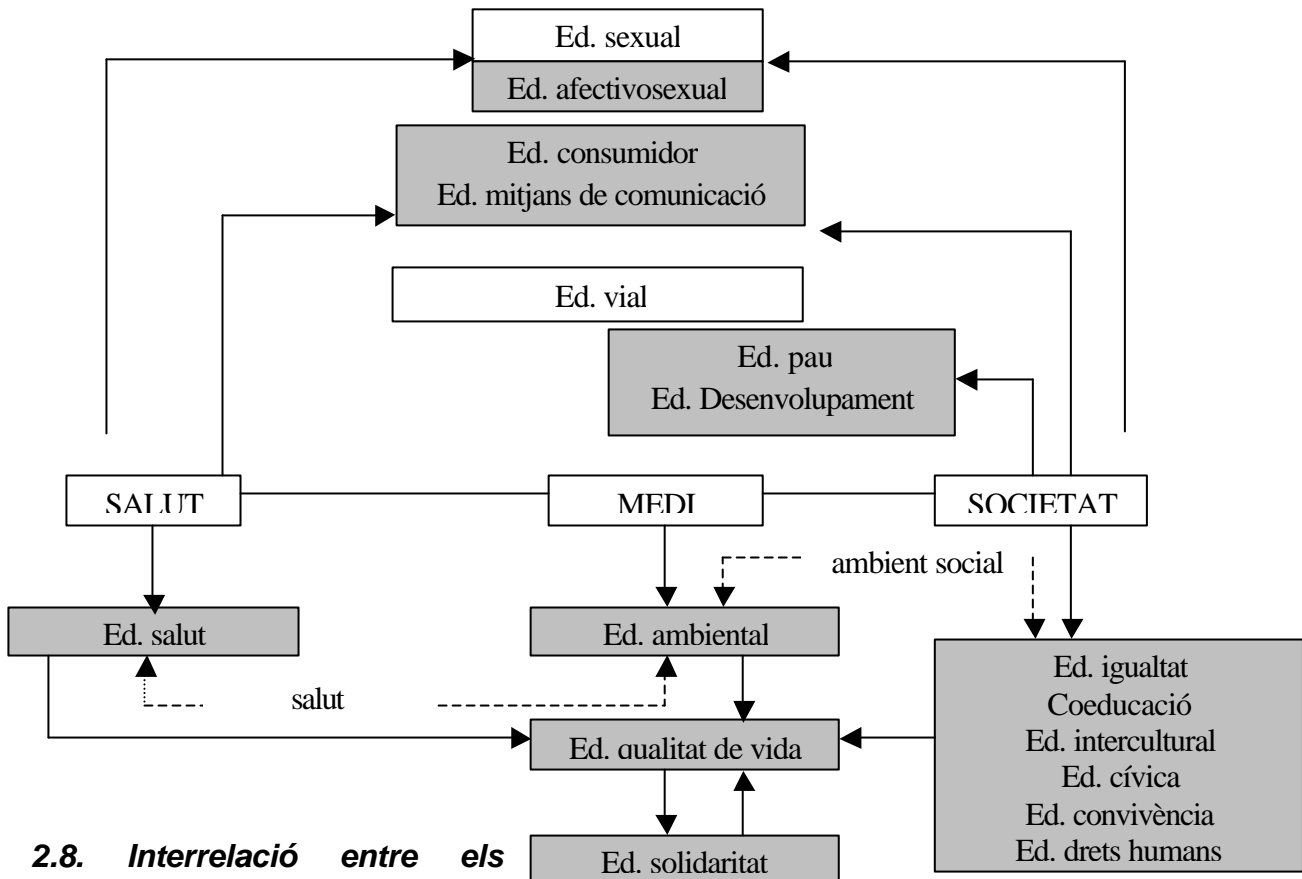 Ed. sexual
Ed. afectivosexual
Ed. consumidor
Ed. mitjans de comunicació
Ed. vial
Ed. pau
Ed. Desenvolupament
SALUT
MEDI
SOCIETAT
ambient social
Ed. salut
Ed. ambiental
salut
Ed. igualtat
Coeducació
Ed. intercultural
Ed. cívica
Ed. convivència
Ed. drets humans
Ed. qualitat de vida
Ed. solidaritat
2.8. Interrelació entre els